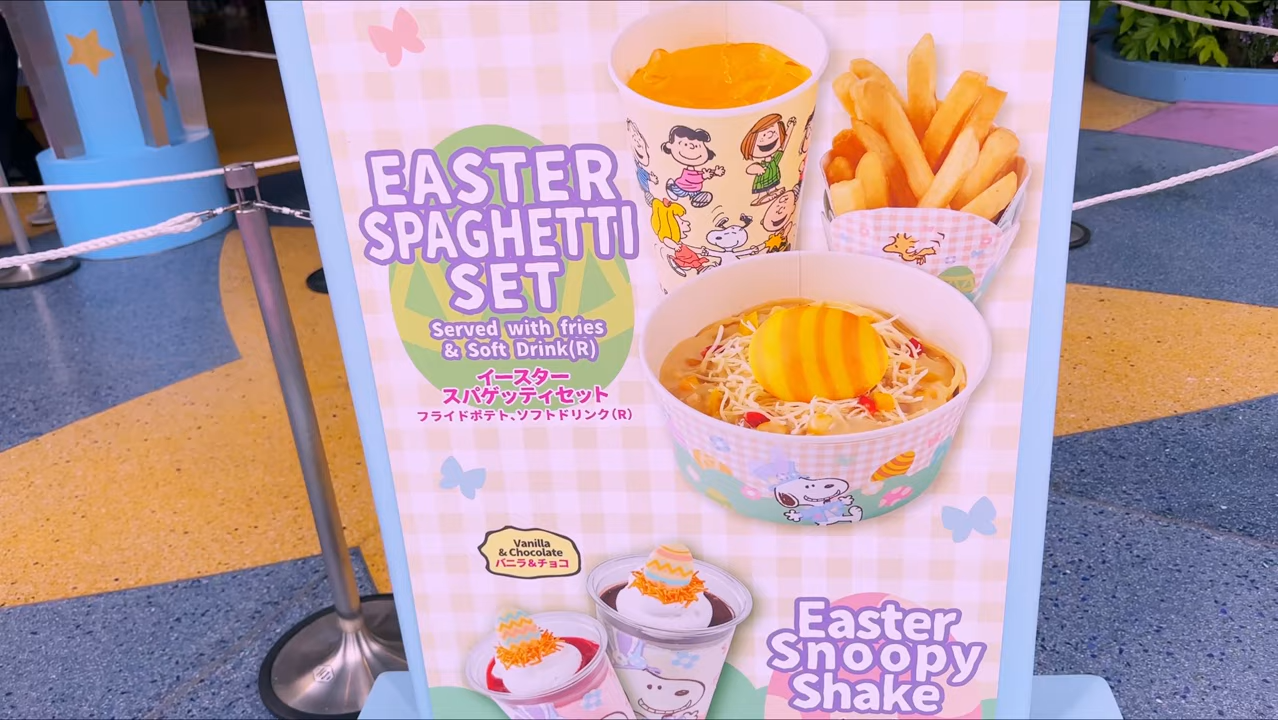 EASTER
SPAGHETTI
SET
Served with fries
& Soft Drink(R)
イースター
スパゲッティセット
フライドポテト、ソフトドリンク(R)
Vanilla
& Chocolate
バニラ&チョコ
Easter
Snoopy
Shake